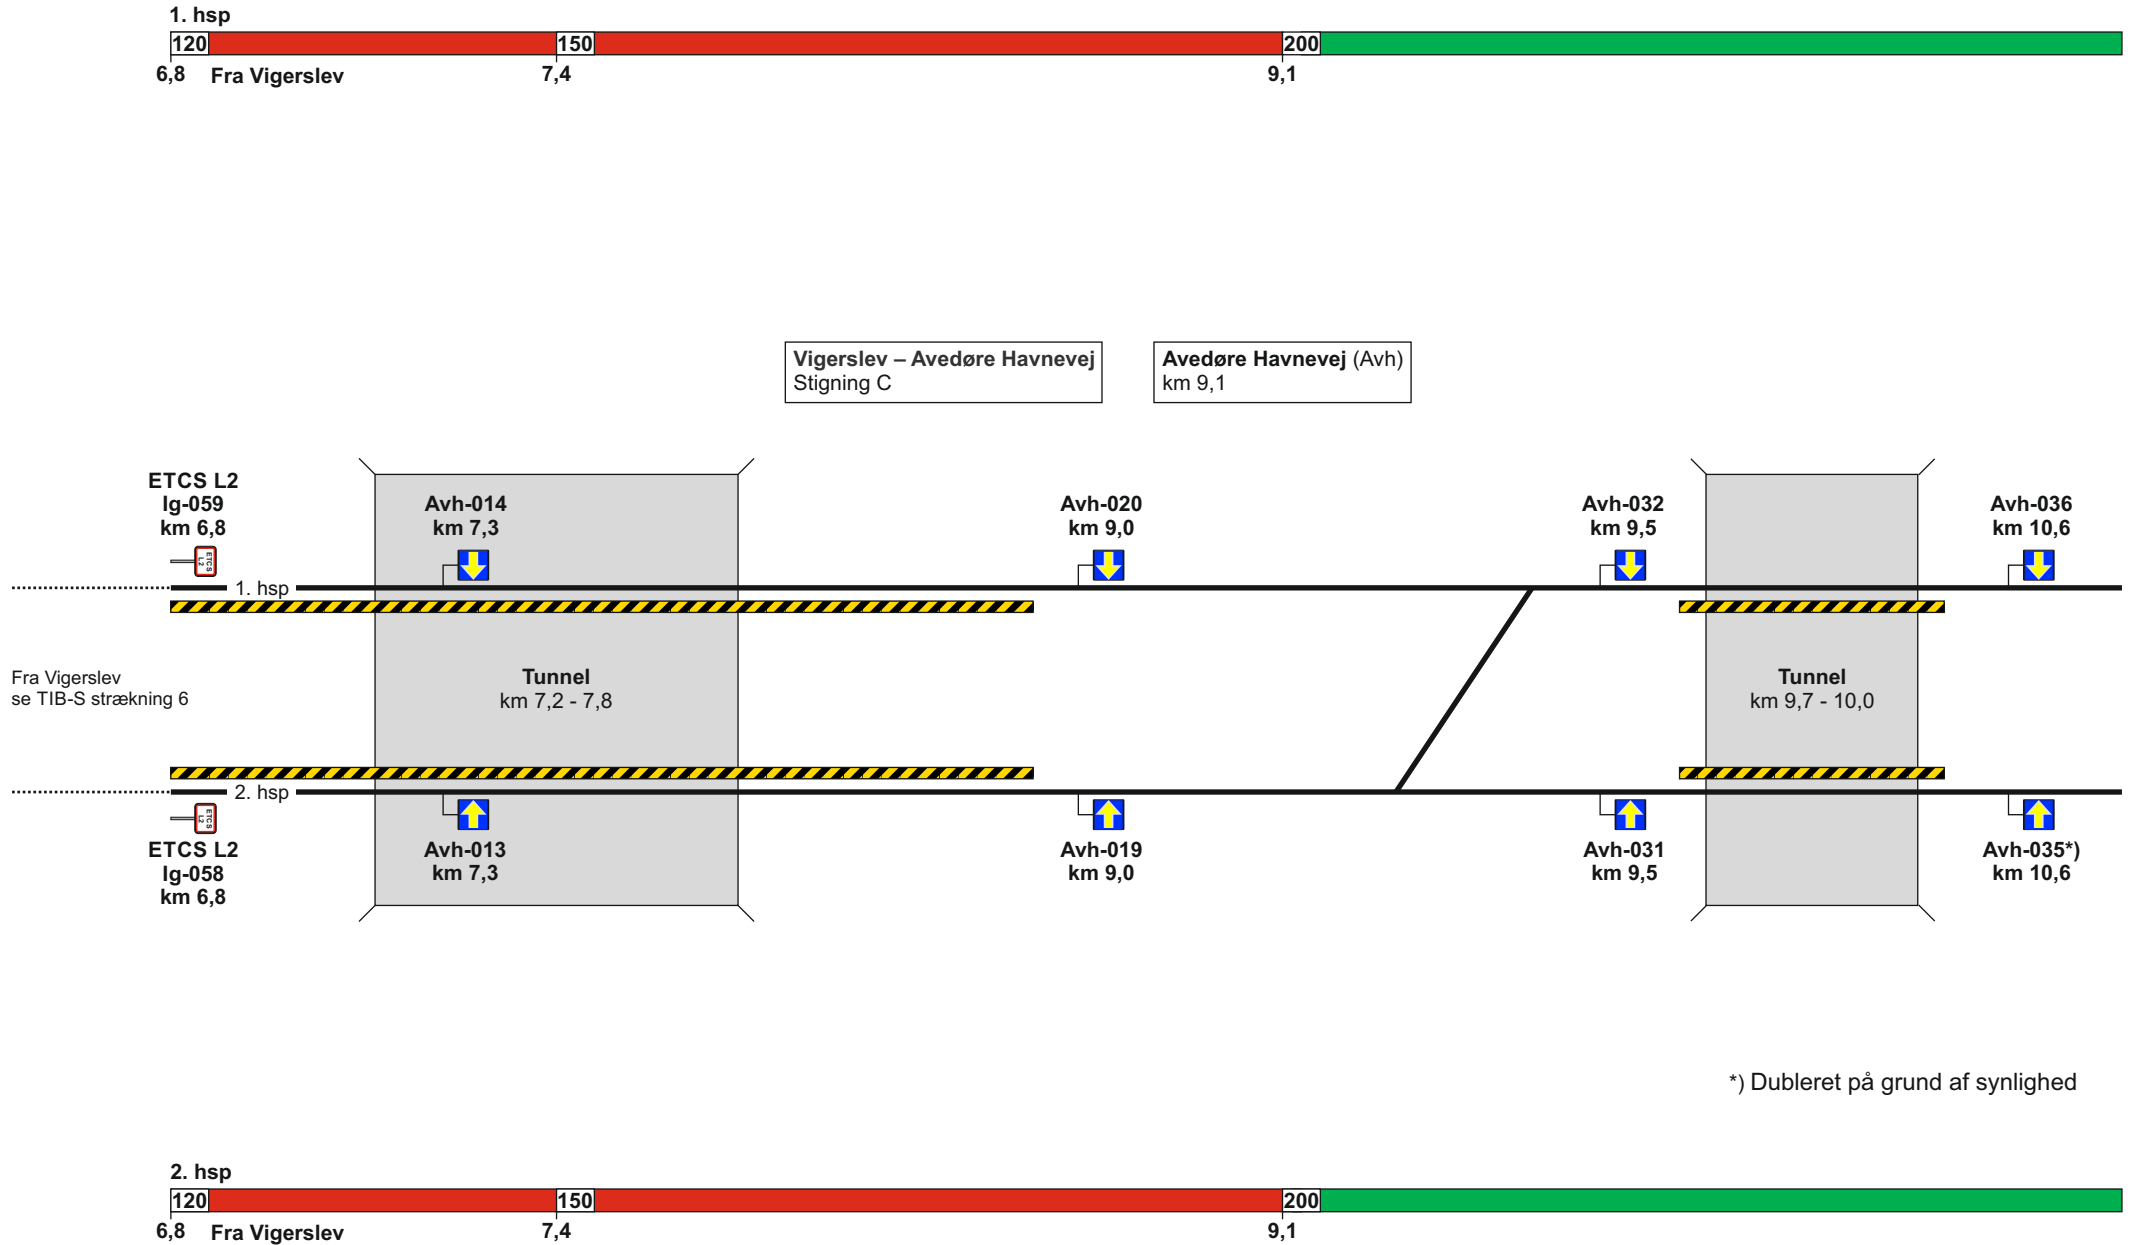 1. hsp
120 150 200
6,8 Fra Vigerslev 7,4 9,1
Vigerslev – Avedøre Havnevej
Stigning C
Avedøre Havnevej (Avh)
km 9,1
ETCS L2
Ig-059
km 6,8
Avh-014
km 7,3
Avh-020
km 9,0
Avh-032
km 9,5
Avh-036
km 10,6
ETCS
L2
1. hsp
Fra Vigerslev
se TIB-S strækning 6
Tunnel
km 7,2 - 7,8
Tunnel
km 9,7 - 10,0
2. hsp
ETCS
L2
ETCS L2
Ig-058
km 6,8
Avh-013
km 7,3
Avh-019
km 9,0
Avh-031
km 9,5
Avh-035*)
km 10,6
*) Dubleret på grund af synlighed
2. hsp
120 150 200
6,8 Fra Vigerslev 7,4 9,1